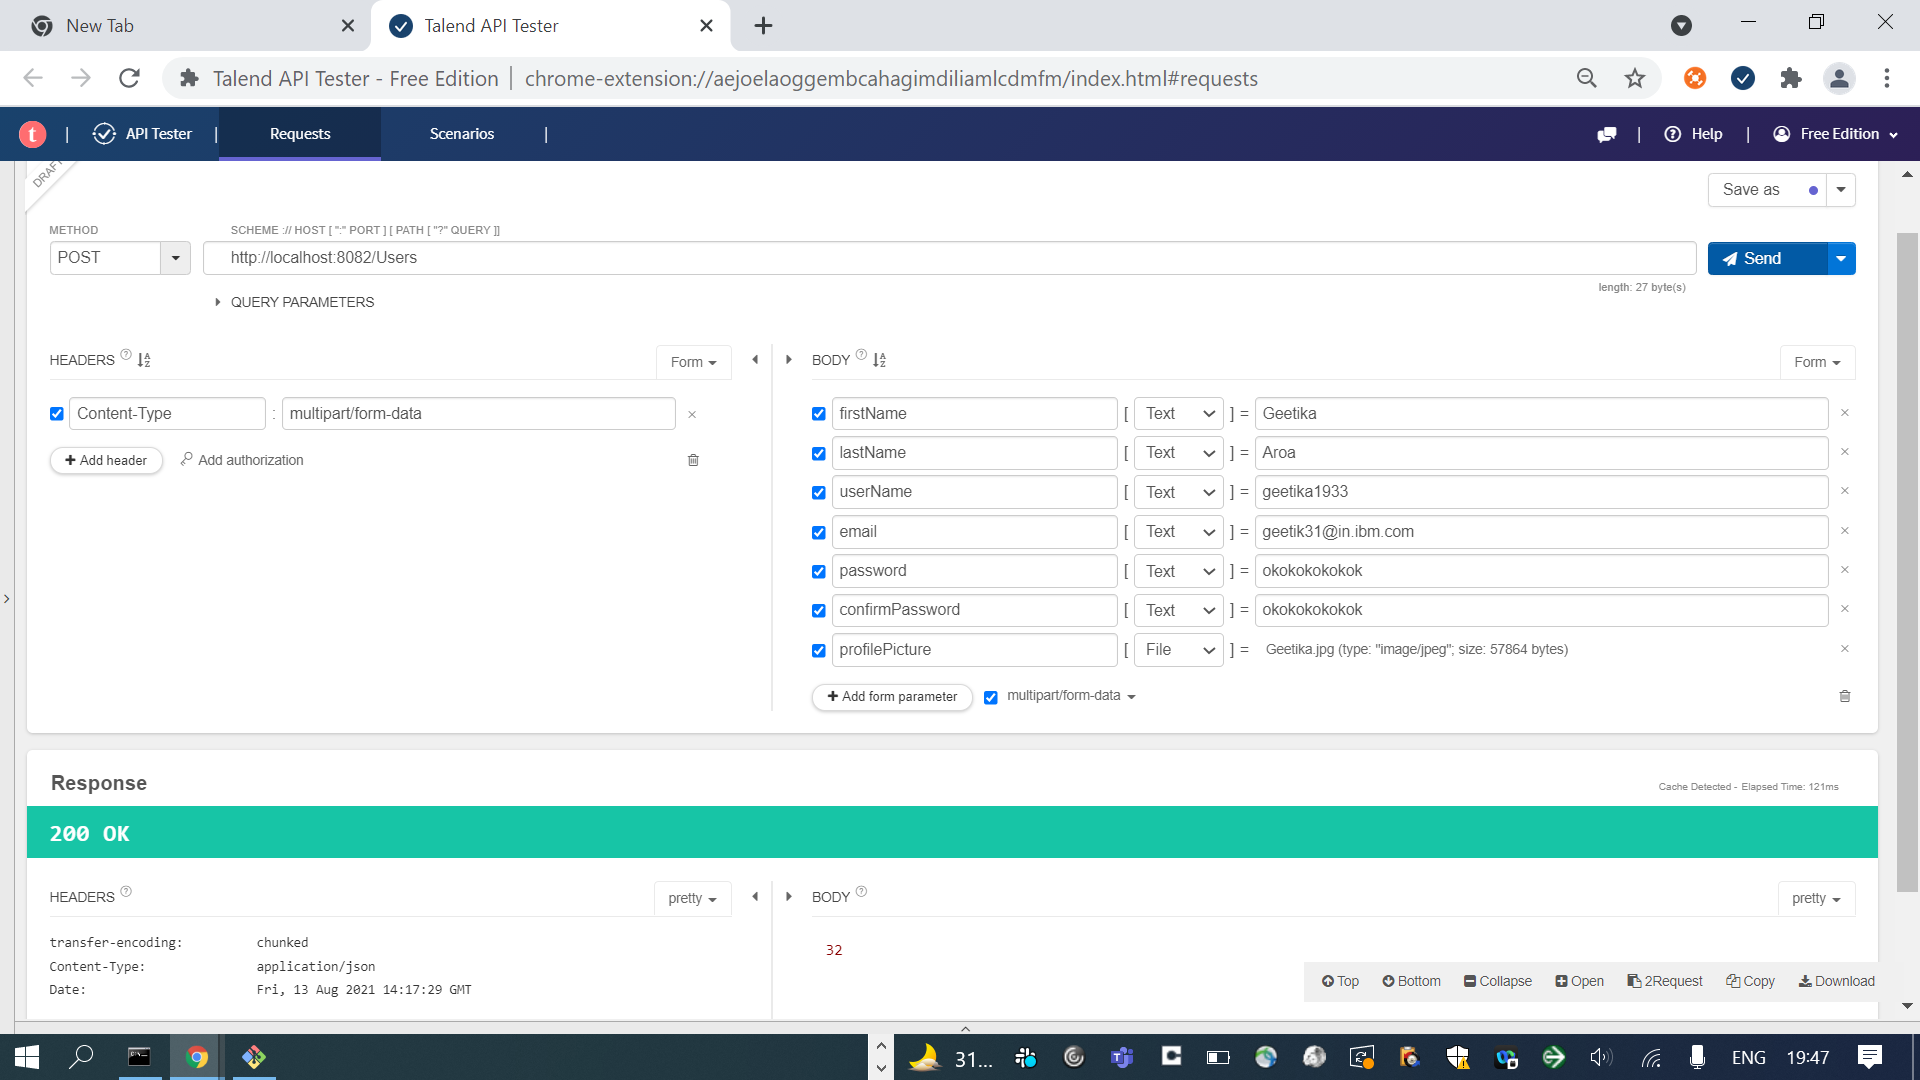 New Tab
Talend API Tester
Talend API Tester - Free Edition | chrome-extension://aejoelaoggembcahagimdiliamlcdmfm/index.html#requests
t | API Tester | Requests Scenarios | | Help | Free Edition
DRAFT
Save as
METHOD SCHEME :// HOST [ ":" PORT ] [ PATH [ "?" QUERY ]]
POST http://localhost:8082/Users Send
length: 27 byte(s)
QUERY PARAMETERS
HEADERS ? Form BODY ? Form
Content-Type : multipart/form-data × firstName [ Text ] = Geetika ×
+ Add header Add authorization lastName [ Text ] = Aroa ×
userName [ Text ] = geetika1933 ×
email [ Text ] = geetik31@in.ibm.com ×
password [ Text ] = okokokokokok ×
confirmPassword [ Text ] = okokokokokok ×
profilePicture [ File ] = Geetika.jpg (type: "image/jpeg"; size: 57864 bytes) ×
+ Add form parameter multipart/form-data
Response Cache Detected - Elapsed Time: 121ms
200 OK
HEADERS ? pretty BODY ? pretty
transfer-encoding: chunked 32
Content-Type: application/json
Date: Fri, 13 Aug 2021 14:17:29 GMT
Top Bottom Collapse Open 2Request Copy Download
31... ENG 19:47